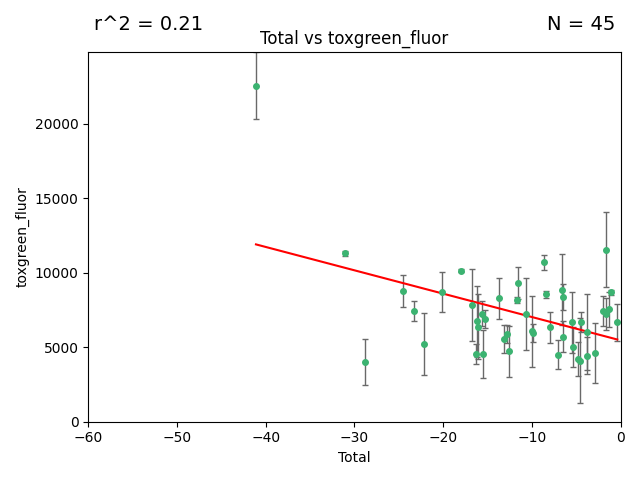 r^2 = 0.21
N = 45
Total vs toxgreen_fluor
toxgreen_fluor
20000
15000
10000
5000
0
−60
−50
−40
−30
−20
−10
0
Total